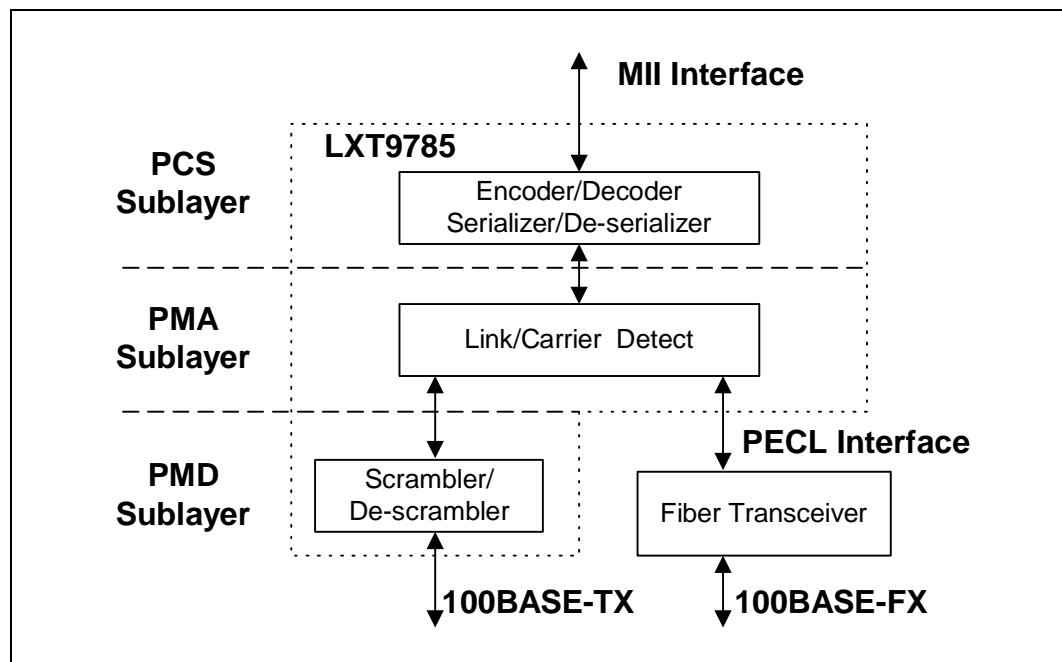 MII Interface
LXT9785
PCS
Sublayer
Encoder/Decoder
Serializer/De-serializer
PMA
Sublayer
Link/Carrier Detect
PECL Interface
PMD
Sublayer
Scrambler/
De-scrambler
Fiber Transceiver
100BASE-TX
100BASE-FX